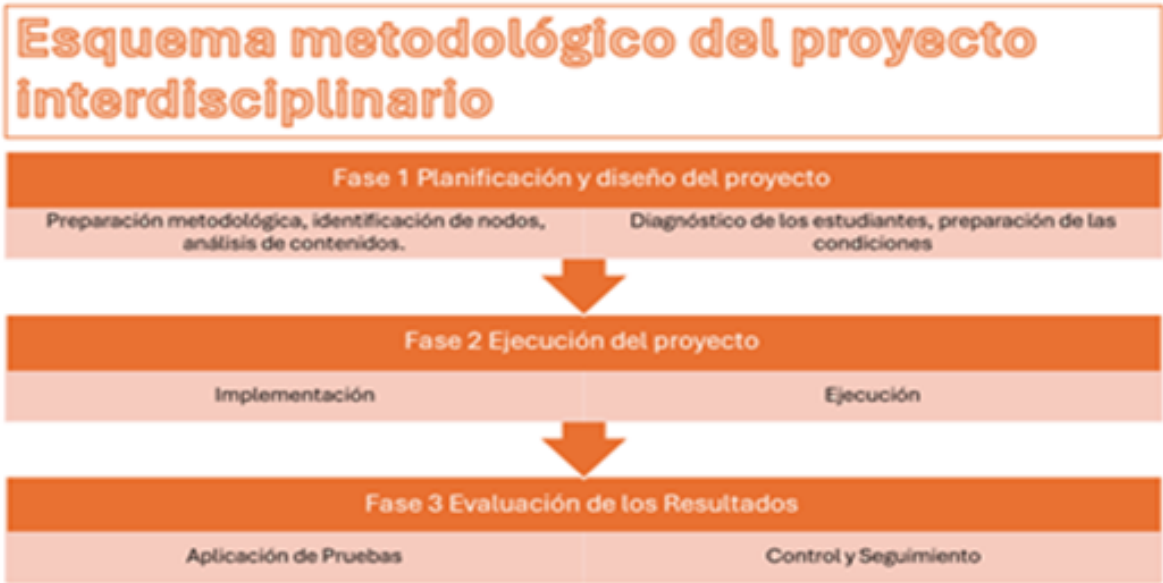 Esquema metodológico del proyecto
interdisciplinario
Fase 1 Planificación y diseño del proyecto
Preparación metodológica, identificación de nodos,
análisis de contenidos.
Diagnóstico de los estudiantes, preparación de las
condiciones
Fase 2 Ejecución del proyecto
Implementación
Ejecución
Fase 3 Evaluación de los Resultados
Aplicación de Pruebas
Control y Seguimiento